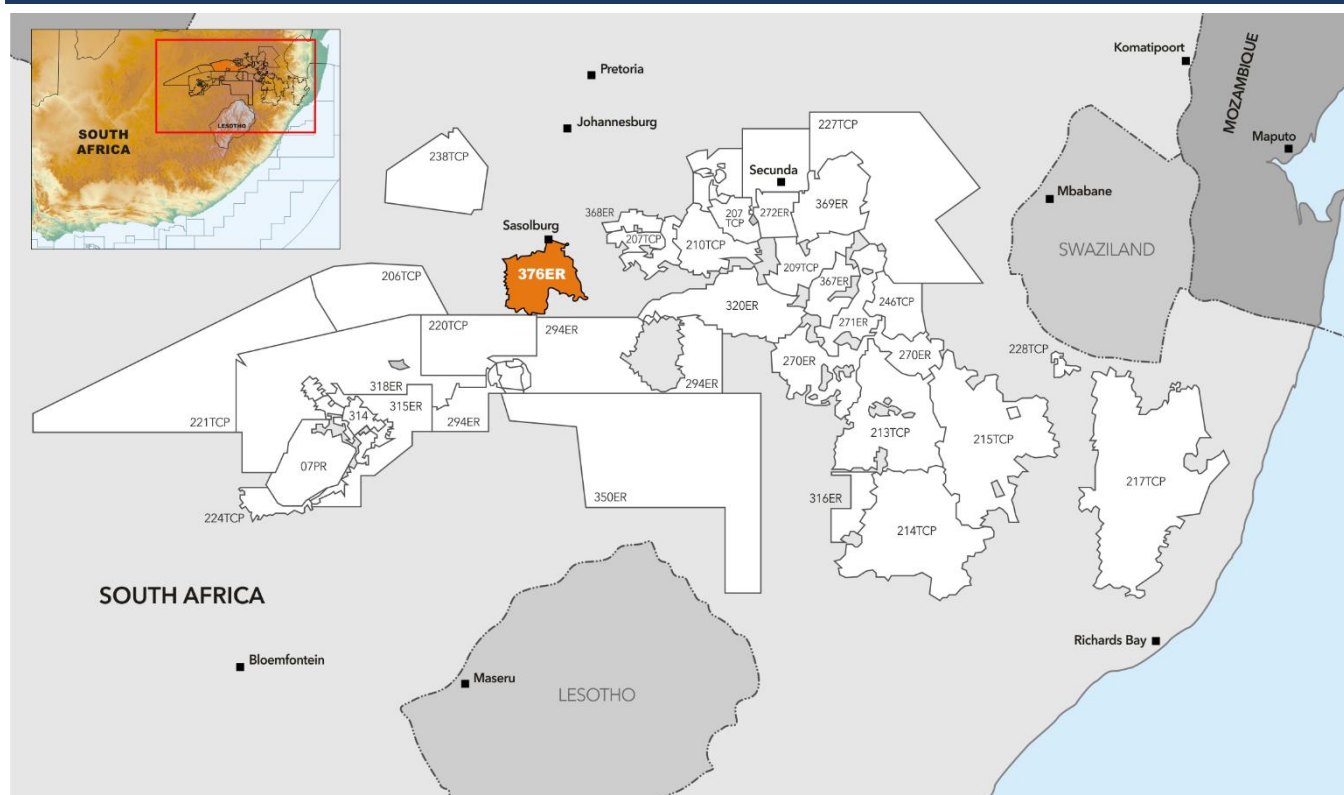 SOUTH
AFRICA
LESOTHO
Komatipoort
MOZAMBIQUE
Pretoria
Johannesburg
Maputo
227TCP
238TCP
Secunda
Mbabane
368ER
207
TCP
272ER
369ER
Sasolburg
207TCP
210TCP
SWAZILAND
209TCP
376ER
367ER
206TCP
246TCP
320ER
220TCP
294ER
271ER
228TCP
270ER
270ER
318ER
294ER
315ER
221TCP
314
294ER
213TCP
215TCP
07PR
217TCP
350ER
316ER
224TCP
214TCP
SOUTH AFRICA
Richards Bay
Bloemfontein
Maseru
LESOTHO